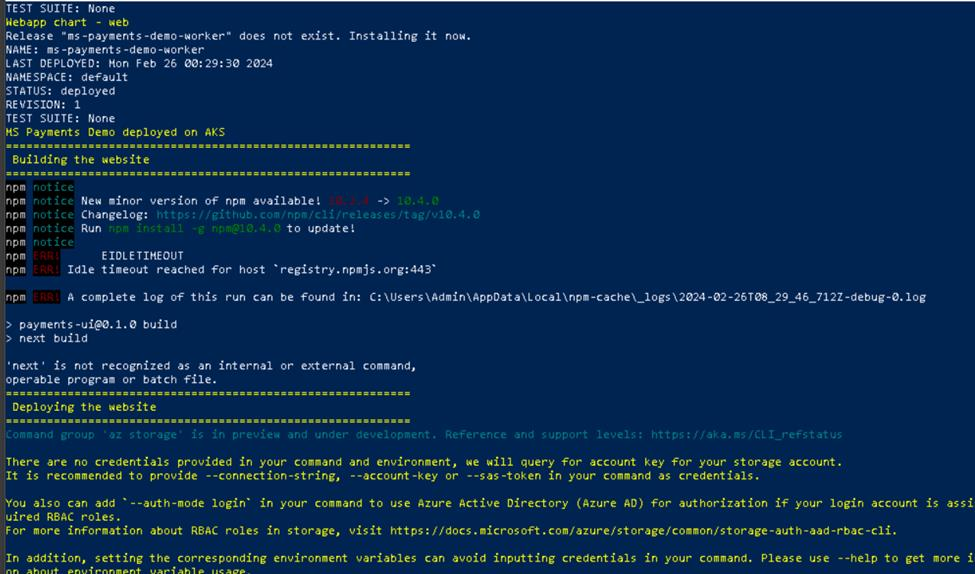 TEST SUITE: None
Webapp chart - web
Release "ms-payments-demo-worker" does not exist. Installing it now.
NAME: ms-payments-demo-worker
LAST DEPLOYED: Mon Feb 26 00:29:30 2024
NAMESPACE: default
STATUS: deployed
REVISION: 1
TEST SUITE: None
MS Payments Demo deployed on AKS
============================================================
Building the website
============================================================
npm notice
npm notice New minor version of npm available! -> 10.4.0
npm notice Changelog: https://github.com/npm/cli/releases/tag/v10.4.0
npm notice Run npm install -g npm@10.4.0 to update!
npm notice
npm ERR! EIDLETIMEOUT
npm ERR! Idle timeout reached for host `registry.npmjs.org:443`
npm ERR! A complete log of this run can be found in: C:\Users\Admin\AppData\Local\npm-cache\_logs\2024-02-26T08_29_46_712Z-debug-0.log
> payments-ui@0.1.0 build
> next build
'next' is not recognized as an internal or external command,
operable program or batch file.
============================================================
Deploying the website
============================================================
Command group 'az storage' is in preview and under development. Reference and support levels: https://aka.ms/CLI_refstatus
There are no credentials provided in your command and environment, we will query for account key for your storage account.
It is recommended to provide --connection-string, --account-key or --sas-token in your command as credentials.
You also can add `--auth-mode login` in your command to use Azure Active Directory (Azure AD) for authorization if your login account is assi
uired RBAC roles.
For more information about RBAC roles in storage, visit https://docs.microsoft.com/azure/storage/common/storage-auth-aad-rbac-cli.
In addition, setting the corresponding environment variables can avoid inputting credentials in your command. Please use --help to get more i
on about environment variable usage.